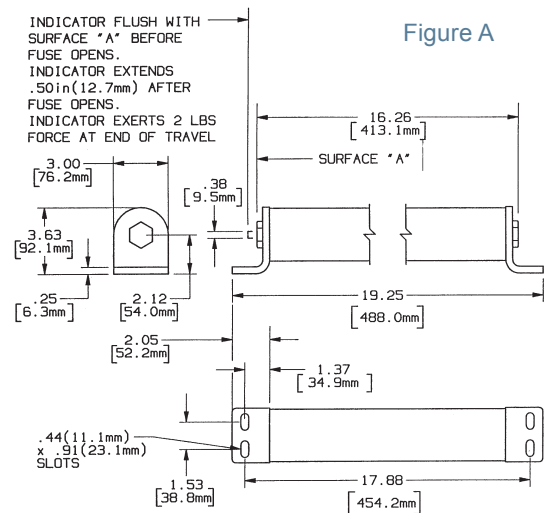 INDICATOR FLUSH WITH
SURFACE "A" BEFORE
FUSE OPENS.
INDICATOR EXTENDS
.50in(12.7mm) AFTER
FUSE OPENS.
INDICATOR EXERTS 2 LBS
FORCE AT END OF TRAVEL
Figure A
16.26
[413.1mm]
SURFACE "A"
3.00
[76.2mm]
.38
[9.5mm]
3.63
[92.1mm]
.25
[6.3mm]
2.12
[54.0mm]
19.25
[488.0mm]
2.05
[52.2mm]
1.37
[34.9mm]
.44(11.1mm)
x .91(23.1mm)
SLOTS
1.53
[38.8mm]
17.88
[454.2mm]